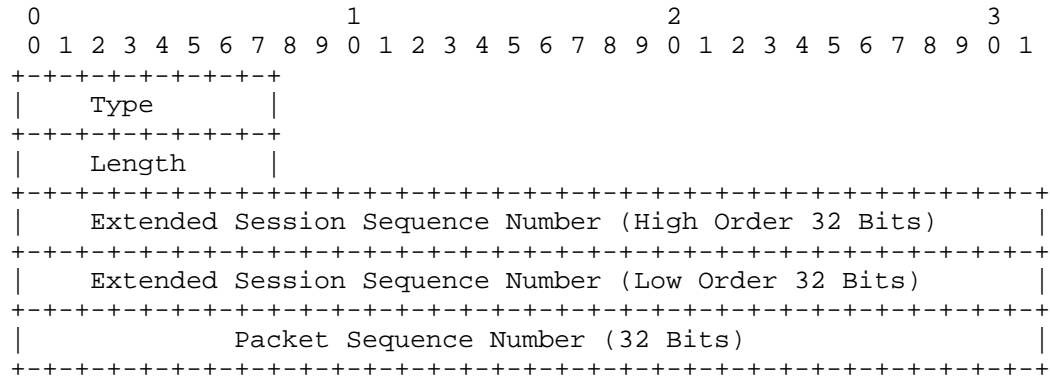 0                   1                   2                   3
 0 1 2 3 4 5 6 7 8 9 0 1 2 3 4 5 6 7 8 9 0 1 2 3 4 5 6 7 8 9 0 1
+-+-+-+-+-+-+-+-+
|    Type       |
+-+-+-+-+-+-+-+-+
|    Length     |
+-+-+-+-+-+-+-+-+-+-+-+-+-+-+-+-+-+-+-+-+-+-+-+-+-+-+-+-+-+-+-+-+
|    Extended Session Sequence Number (High Order 32 Bits)      |
+-+-+-+-+-+-+-+-+-+-+-+-+-+-+-+-+-+-+-+-+-+-+-+-+-+-+-+-+-+-+-+-+
|    Extended Session Sequence Number (Low Order 32 Bits)       |
+-+-+-+-+-+-+-+-+-+-+-+-+-+-+-+-+-+-+-+-+-+-+-+-+-+-+-+-+-+-+-+-+
|             Packet Sequence Number (32 Bits)                  |
+-+-+-+-+-+-+-+-+-+-+-+-+-+-+-+-+-+-+-+-+-+-+-+-+-+-+-+-+-+-+-+-+